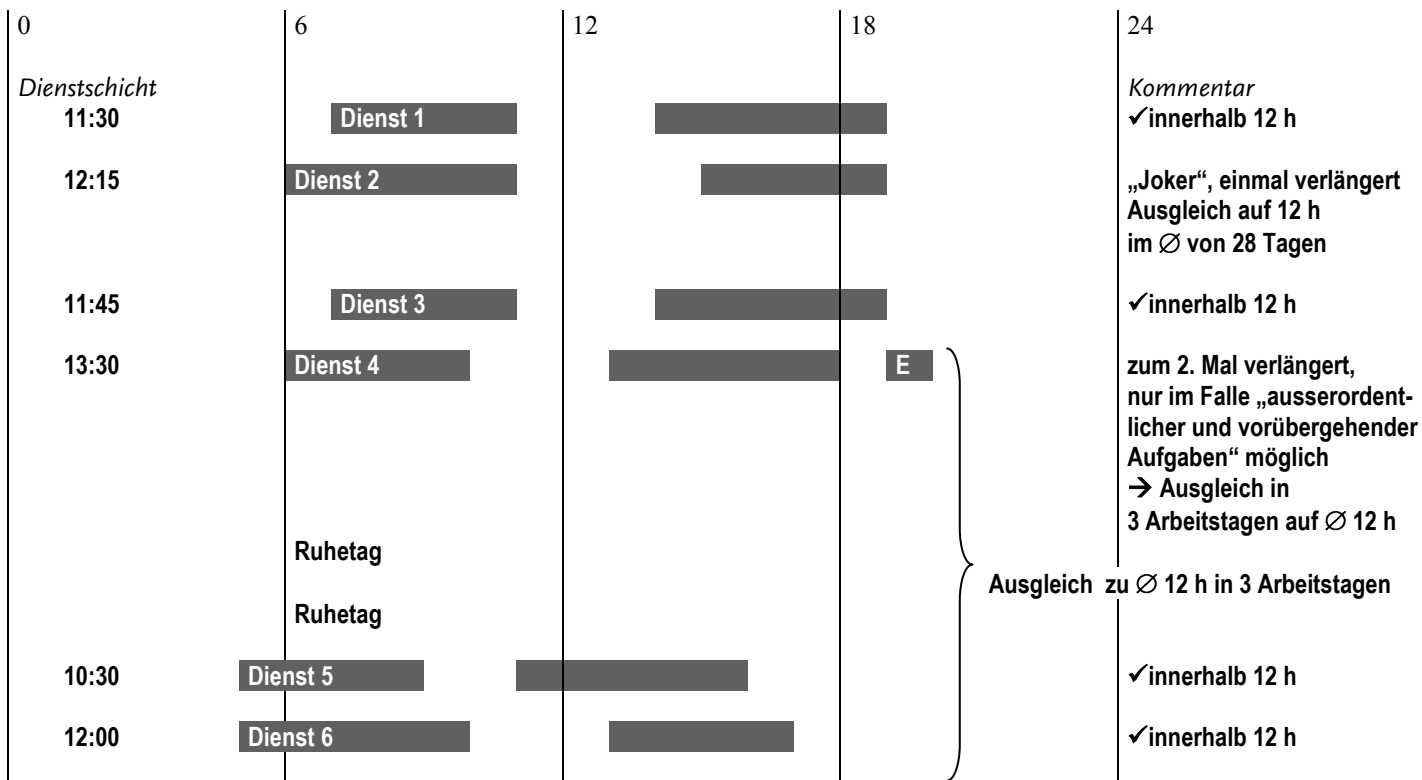 0 6 12 18 24
Dienstschicht Kommentar
11:30 Dienst 1 ✓innerhalb 12 h
12:15 Dienst 2 „Joker“, einmal verlängert
Ausgleich auf 12 h
im ∅ von 28 Tagen
11:45 Dienst 3 ✓innerhalb 12 h
13:30 Dienst 4 E zum 2. Mal verlängert,
nur im Falle „ausserordent-
licher und vorübergehender
Aufgaben“ möglich
→ Ausgleich in
3 Arbeitstagen auf ∅ 12 h
Ruhetag
Ausgleich zu ∅ 12 h in 3 Arbeitstagen
Ruhetag
10:30 Dienst 5 ✓innerhalb 12 h
12:00 Dienst 6 ✓innerhalb 12 h